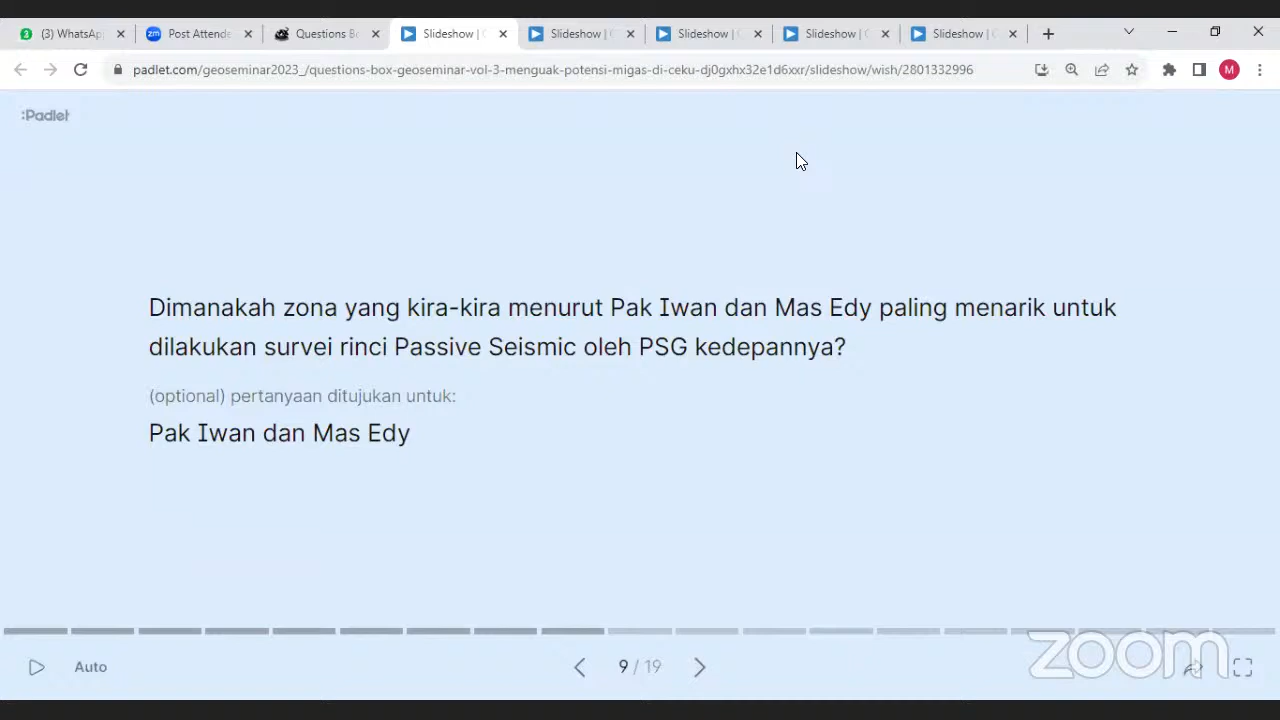 (3) WhatsAp
Post Attende
Questions Bo
Slideshow | C
Slideshow | C
Slideshow | C
Slideshow | C
Slideshow | C
padlet.com/geoseminar2023_/questions-box-geoseminar-vol-3-menguak-potensi-migas-di-ceku-dj0gxhx32e1d6xxr/slideshow/wish/2801332996
M
:Padlet
Dimanakah zona yang kira-kira menurut Pak Iwan dan Mas Edy paling menarik untuk
dilakukan survei rinci Passive Seismic oleh PSG kedepannya?
(optional) pertanyaan ditujukan untuk:
Pak Iwan dan Mas Edy
Auto
9 / 19
zoom